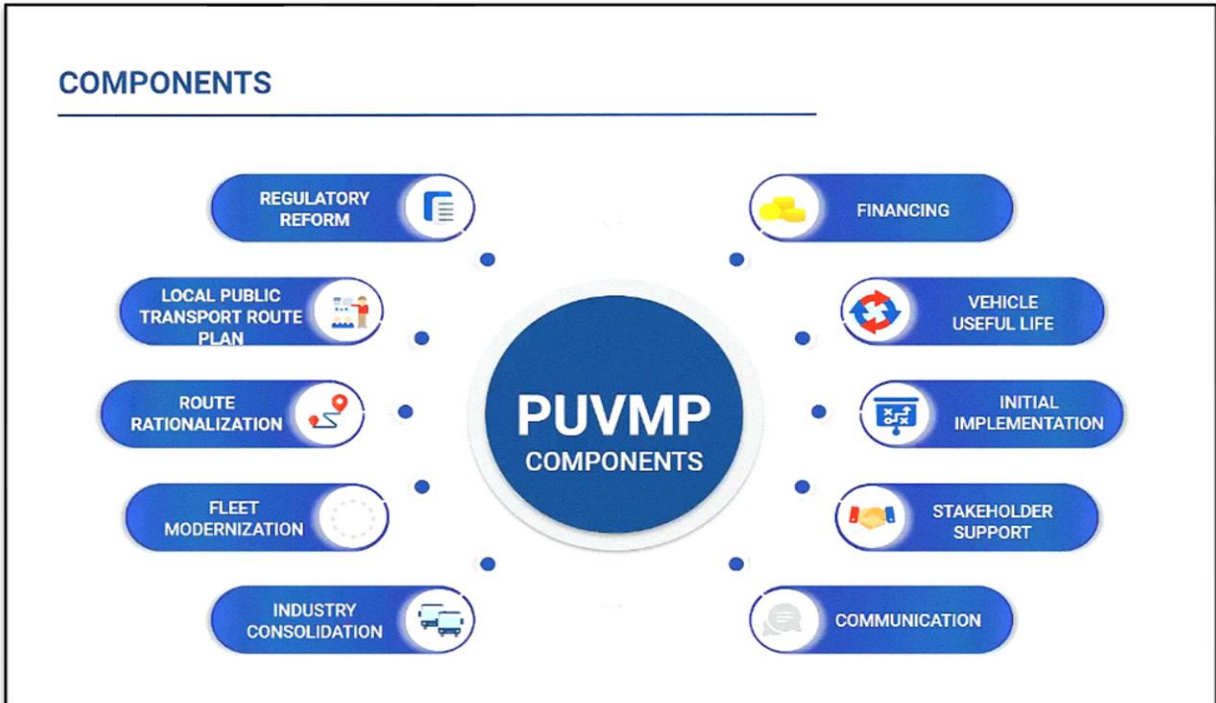 COMPONENTS
REGULATORY
REFORM
LOCAL PUBLIC
TRANSPORT ROUTE
PLAN
ROUTE
RATIONALIZATION
FLEET
MODERNIZATION
INDUSTRY
CONSOLIDATION
PUVMP
COMPONENTS
FINANCING
VEHICLE
USEFUL LIFE
INITIAL
IMPLEMENTATION
STAKEHOLDER
SUPPORT
COMMUNICATION